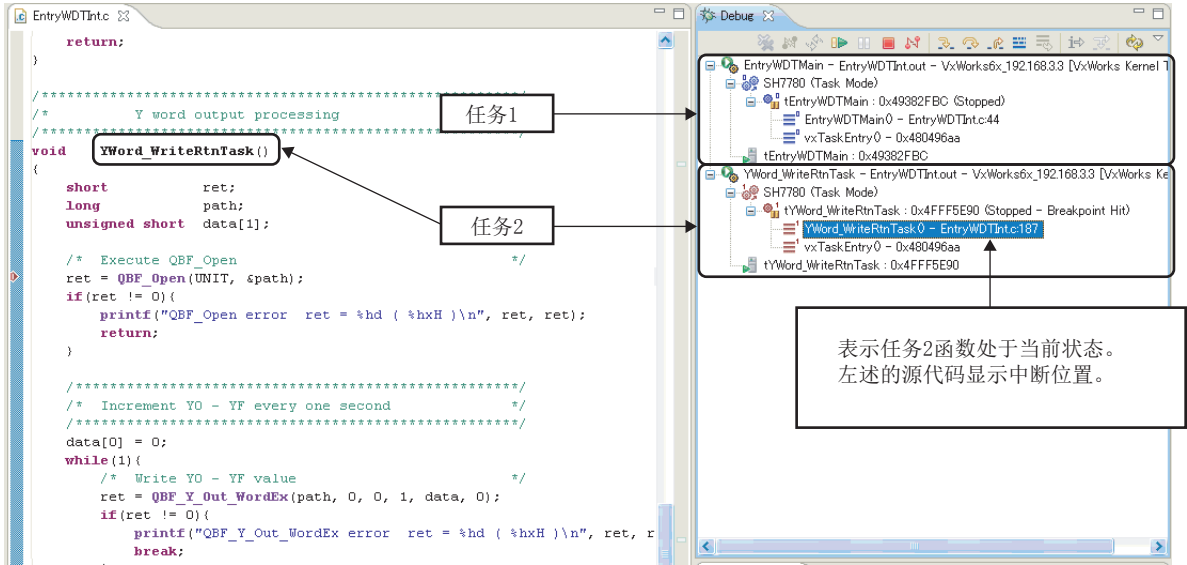 EntryWDTInt.c
return;
}
/****************************************************/
/*          Y word output processing
/****************************************************/
void    YWord_WriteRtnTask()
{
short           ret;
long            path;
unsigned short  data[1];
/*  Execute QBF_Open                                */
ret = QBF_Open(UNIT, &path);
if(ret != 0){
printf("QBF_Open error  ret = %hd ( %hxH )\n", ret, ret);
return;
}
/****************************************************/
/*  Increment Y0 - YF every one second              */
/****************************************************/
data[0] = 0;
while(1){
/*  Write Y0 - YF value                         */
ret = QBF_Y_Out_WordEx(path, 0, 0, 1, data, 0);
if(ret != 0){
printf("QBF_Y_Out_WordEx error  ret = %hd ( %hxH )\n", ret, r
break;
任务1
任务2
Debug
EntryWDTMain - EntryWDTInt.out - VxWorks6x_192.168.3.3 [VxWorks Kernel T
SH7780 (Task Mode)
tEntryWDTMain : 0x49382FBC (Stopped)
EntryWDTMain() - EntryWDTInt.c:44
vxTaskEntry() - 0x480496aa
tEntryWDTMain : 0x49382FBC
YWord_WriteRtnTask - EntryWDTInt.out - VxWorks6x_192.168.3.3 [VxWorks Ke
SH7780 (Task Mode)
tYWord_WriteRtnTask : 0x4FFF5E90 (Stopped - Breakpoint Hit)
YWord_WriteRtnTask() - EntryWDTInt.c:187
vxTaskEntry() - 0x480496aa
tYWord_WriteRtnTask : 0x4FFF5E90
表示任务2函数处于当前状态。
左述的源代码显示中断位置。